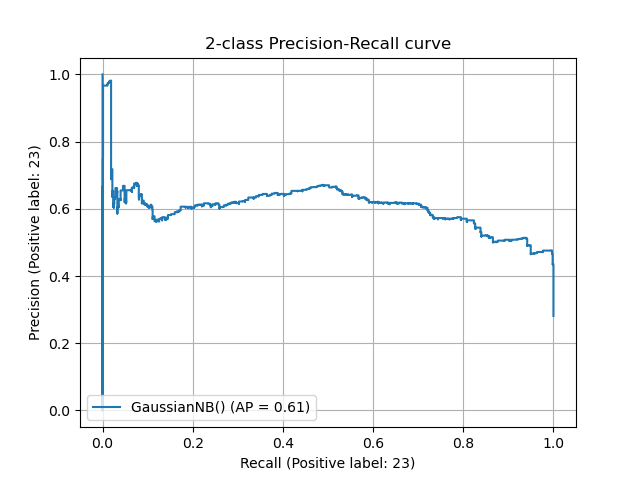 2-class Precision-Recall curve
1.0
0.8
0.6
0.4
0.2
0.0
Precision (Positive label: 23)
GaussianNB() (AP = 0.61)
0.0 0.2 0.4 0.6 0.8 1.0
Recall (Positive label: 23)